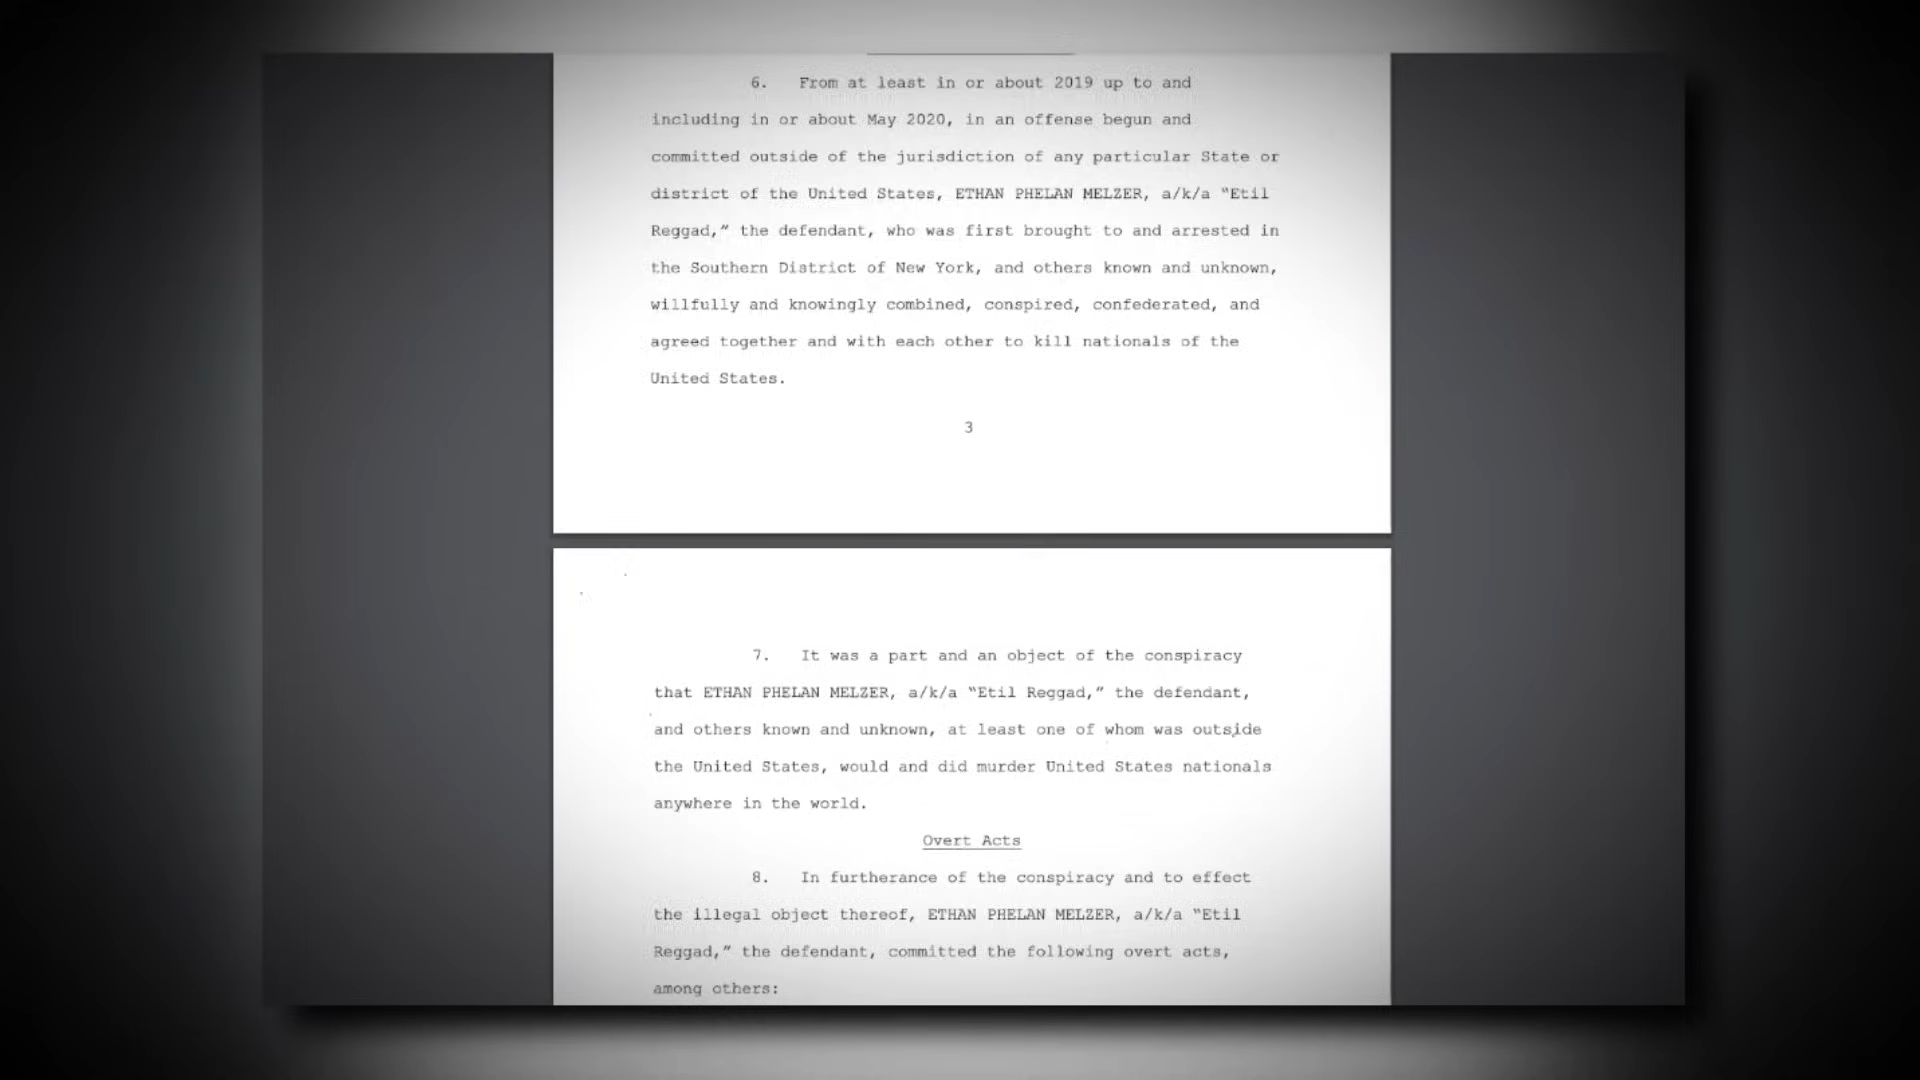 6. From at least in or about 2019 up to and
including in or about May 2020, in an offense begun and
committed outside of the jurisdiction of any particular State or
district of the United States, ETHAN PHELAN MELZER, a/k/a “Etil
Reggad,” the defendant, who was first brought to and arrested in
the Southern District of New York, and others known and unknown,
willfully and knowingly combined, conspired, confederated, and
agreed together and with each other to kill nationals of the
United States.
3
7. It was a part and an object of the conspiracy
that ETHAN PHELAN MELZER, a/k/a “Etil Reggad,” the defendant,
and others known and unknown, at least one of whom was outside
the United States, would and did murder United States nationals
anywhere in the world.
Overt Acts
8. In furtherance of the conspiracy and to effect
the illegal object thereof, ETHAN PHELAN MELZER, a/k/a “Etil
Reggad,” the defendant, committed the following overt acts,
among others: